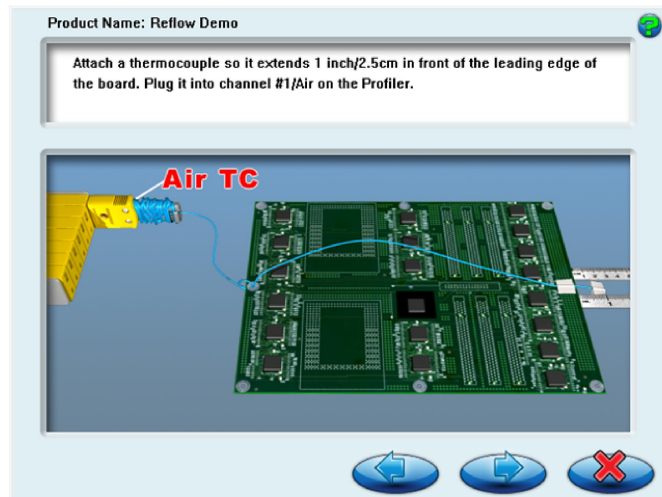 Product Name: Reflow Demo
Attach a thermocouple so it extends 1 inch/2.5cm in front of the leading edge of
the board. Plug it into channel #1/Air on the Profiler.
Air TC